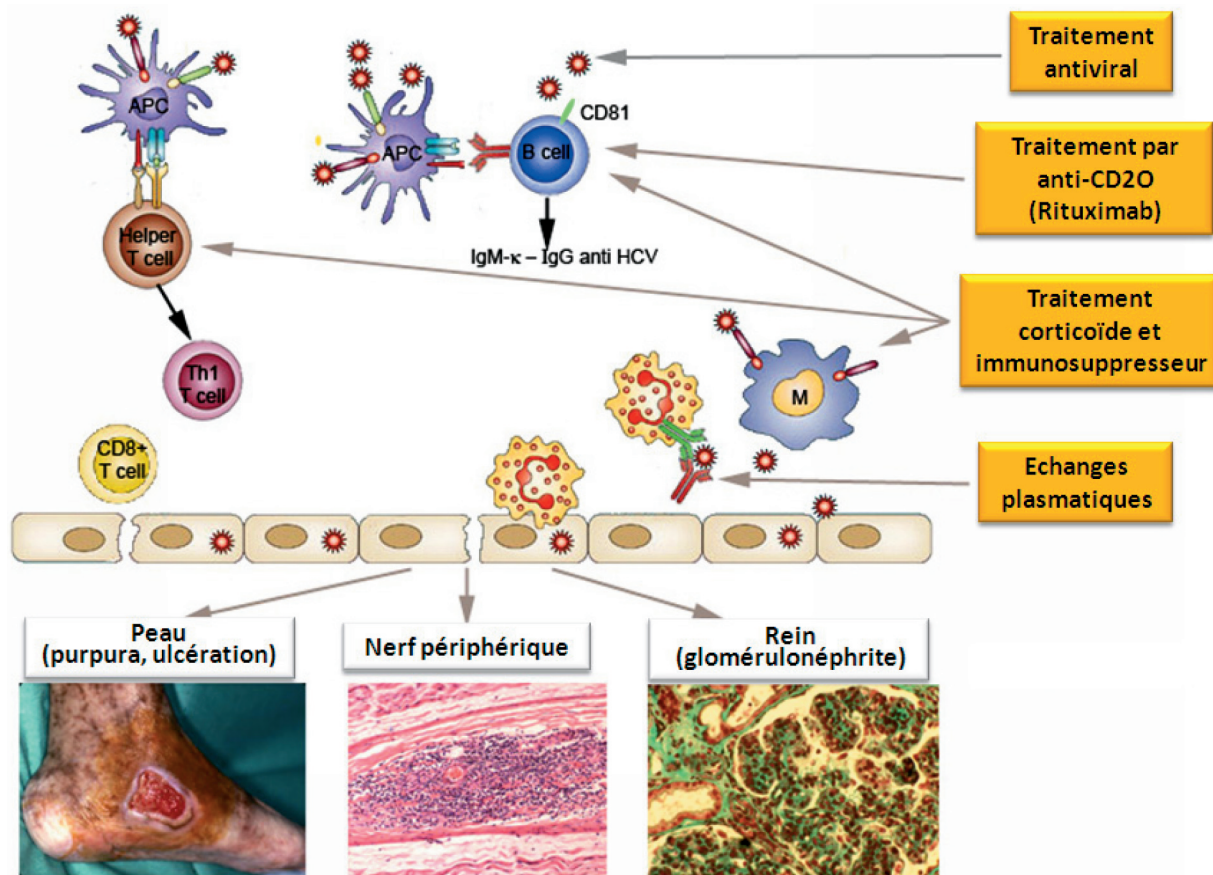 APC
APC
CD81
B cell
Helper
T cell
IgM-κ – IgG anti HCV
Th1
T cell
CD8+
T cell
M
Traitement
antiviral
Traitement par
anti-CD2O
(Rituximab)
Traitement
corticoïde et
immunosuppresseur
Echanges
plasmatiques
Peau
(purpura, ulcération)
Nerf périphérique
Rein
(glomérulonéphrite)